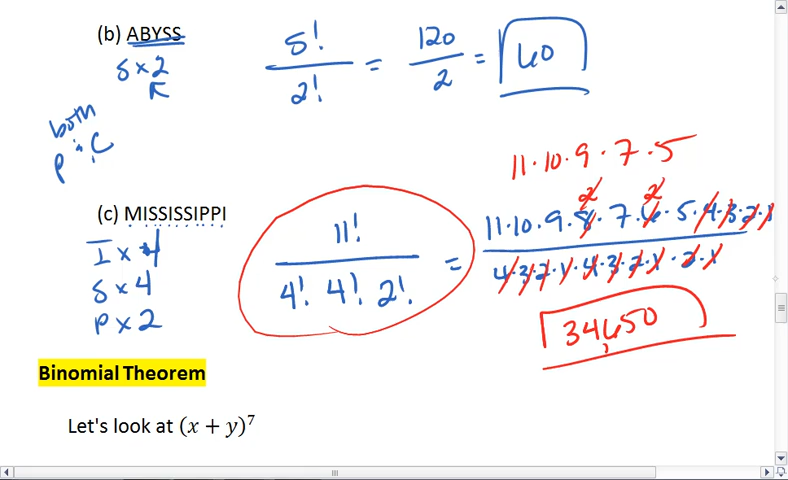 (b) ABYSS
S × 2
5! / 2! = 120 / 2 = 60
both
P & C
11 · 10 · 9 · 7 · 5
(c) MISSISSIPPI
I × 4
S × 4
P × 2
11! / 4! 4! 2! = 11 · 10 · 9 · 8 · 7 · 6 · 5 · 4 · 3 · 2 · 1 / 4 · 3 · 2 · 1 · 4 · 3 · 2 · 1 · 2 · 1
2 2
34,650
Binomial Theorem
Let's look at (x + y)^7